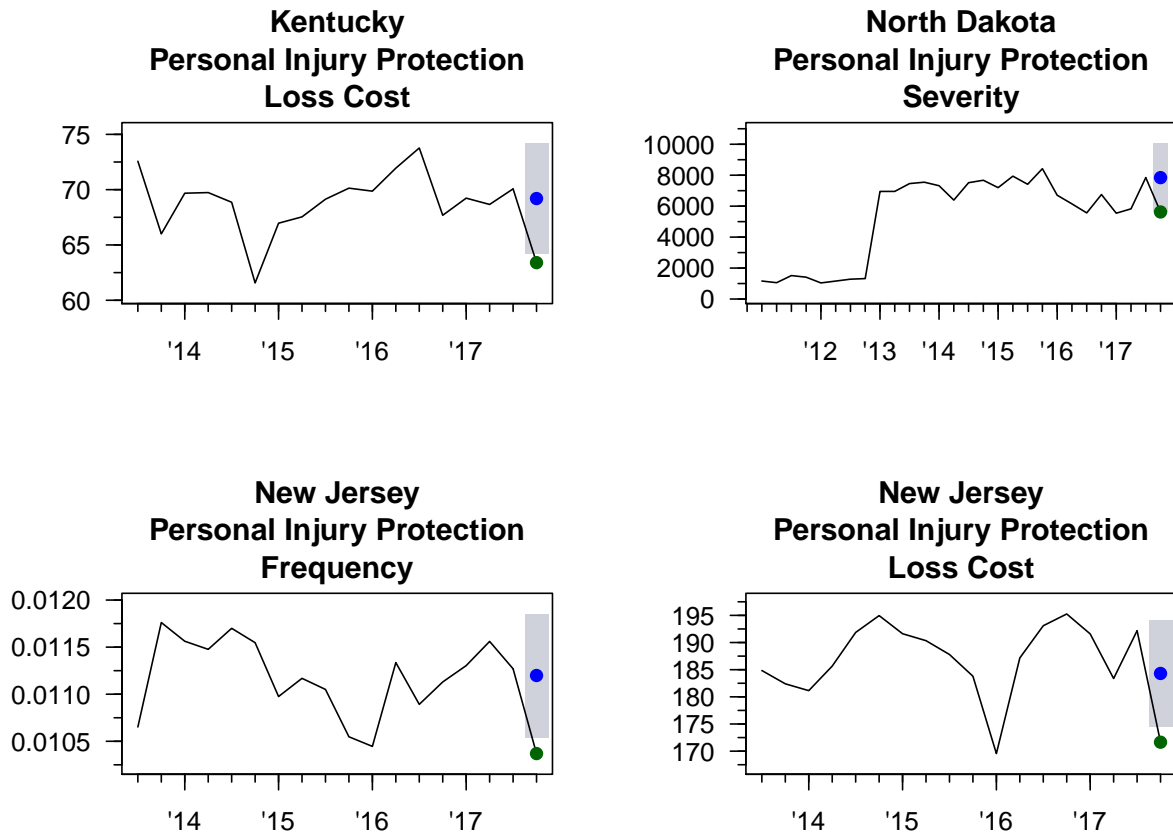 Kentucky
Personal Injury Protection
Loss Cost
75
70
65
60
'14 '15 '16 '17
North Dakota
Personal Injury Protection
Severity
10000
8000
6000
4000
2000
0
'12 '13 '14 '15 '16 '17
New Jersey
Personal Injury Protection
Frequency
0.0120
0.0115
0.0110
0.0105
'14 '15 '16 '17
New Jersey
Personal Injury Protection
Loss Cost
195
190
185
180
175
170
'14 '15 '16 '17